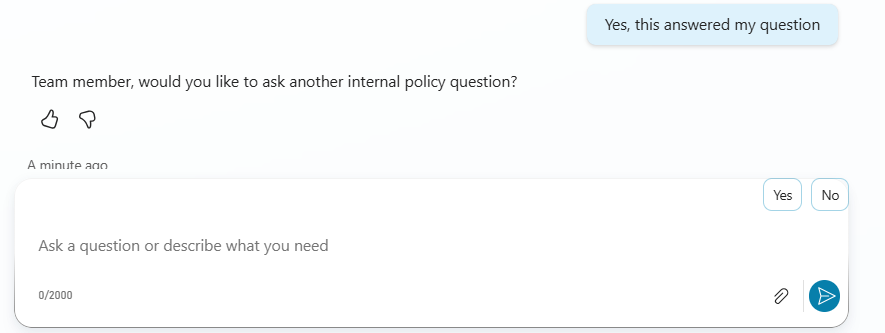 Yes, this answered my question
Team member, would you like to ask another internal policy question?
A minute ago
Yes
No
Ask a question or describe what you need
0/2000